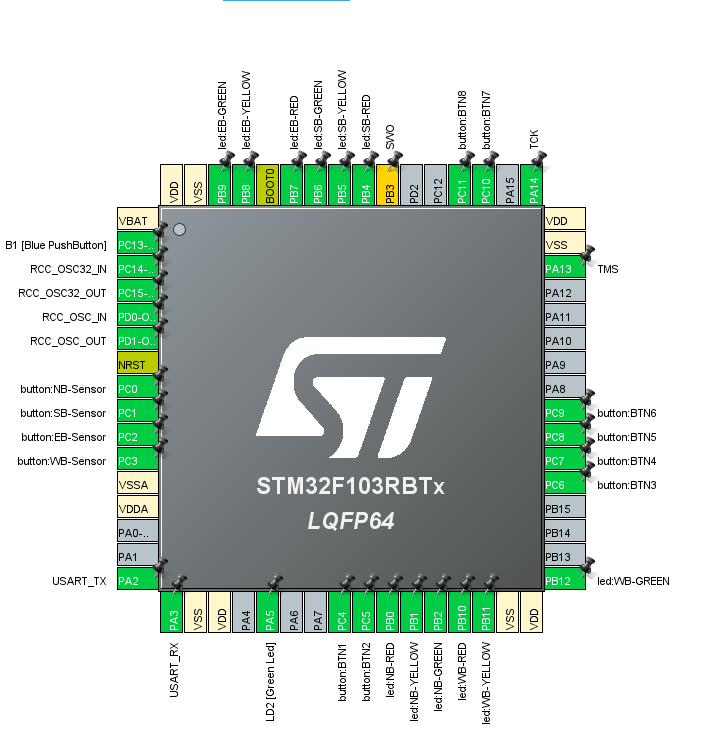 led:EB-GREEN
led:EB-YELLOW
led:EB-RED
led:SB-GREEN
led:SB-YELLOW
led:SB-RED
SWO
button:BTN8
button:BTN7
TCK
VDD
VSS
PB9
PB8
BOOT0
PB7
PB6
PB5
PB4
PB3
PD2
PC12
PC11
PC10
PA15
PA14
VBAT
B1 [Blue PushButton] PC13-..
RCC_OSC32_IN PC14-..
RCC_OSC32_OUT PC15-..
RCC_OSC_IN PD0-O..
RCC_OSC_OUT PD1-O..
NRST
button:NB-Sensor PC0
button:SB-Sensor PC1
button:EB-Sensor PC2
button:WB-Sensor PC3
VSSA
VDDA
PA0-..
PA1
USART_TX PA2
VDD
VSS
PA13 TMS
PA12
PA11
PA10
PA9
PA8
PC9 button:BTN6
PC8 button:BTN5
PC7 button:BTN4
PC6 button:BTN3
PB15
PB14
PB13
PB12 led:WB-GREEN
ST
STM32F103RBTx
LQFP64
PA3
VSS
VDD
PA4
PA5
PA6
PA7
PC4
PC5
PB0
PB1
PB2
PB10
PB11
VSS
VDD
USART_RX
LD2 [Green Led]
button:BTN1
button:BTN2
led:NB-RED
led:NB-YELLOW
led:NB-GREEN
led:WB-RED
led:WB-YELLOW